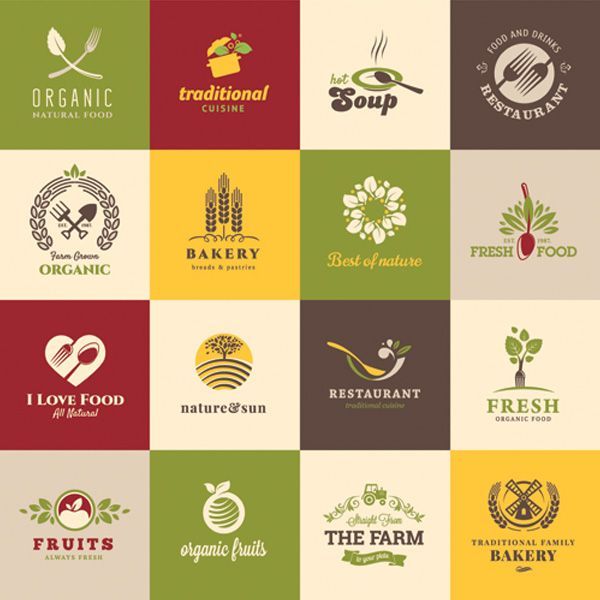 ORGANIC
NATURAL FOOD
traditional
CUISINE
hot
Soup
FOOD AND DRINKS
RESTAURANT
EST. 1987.
Farm Grown
ORGANIC
BAKERY
breads & pastries
Best of nature
EST. 1987.
FRESH FOOD
I LOVE FOOD
All Natural
nature&sun
RESTAURANT
traditional cuisine
FRESH
ORGANIC FOOD
FRUITS
ALWAYS FRESH
organic fruits
Straight From
THE FARM
to your plate
TRADITIONAL FAMILY
BAKERY